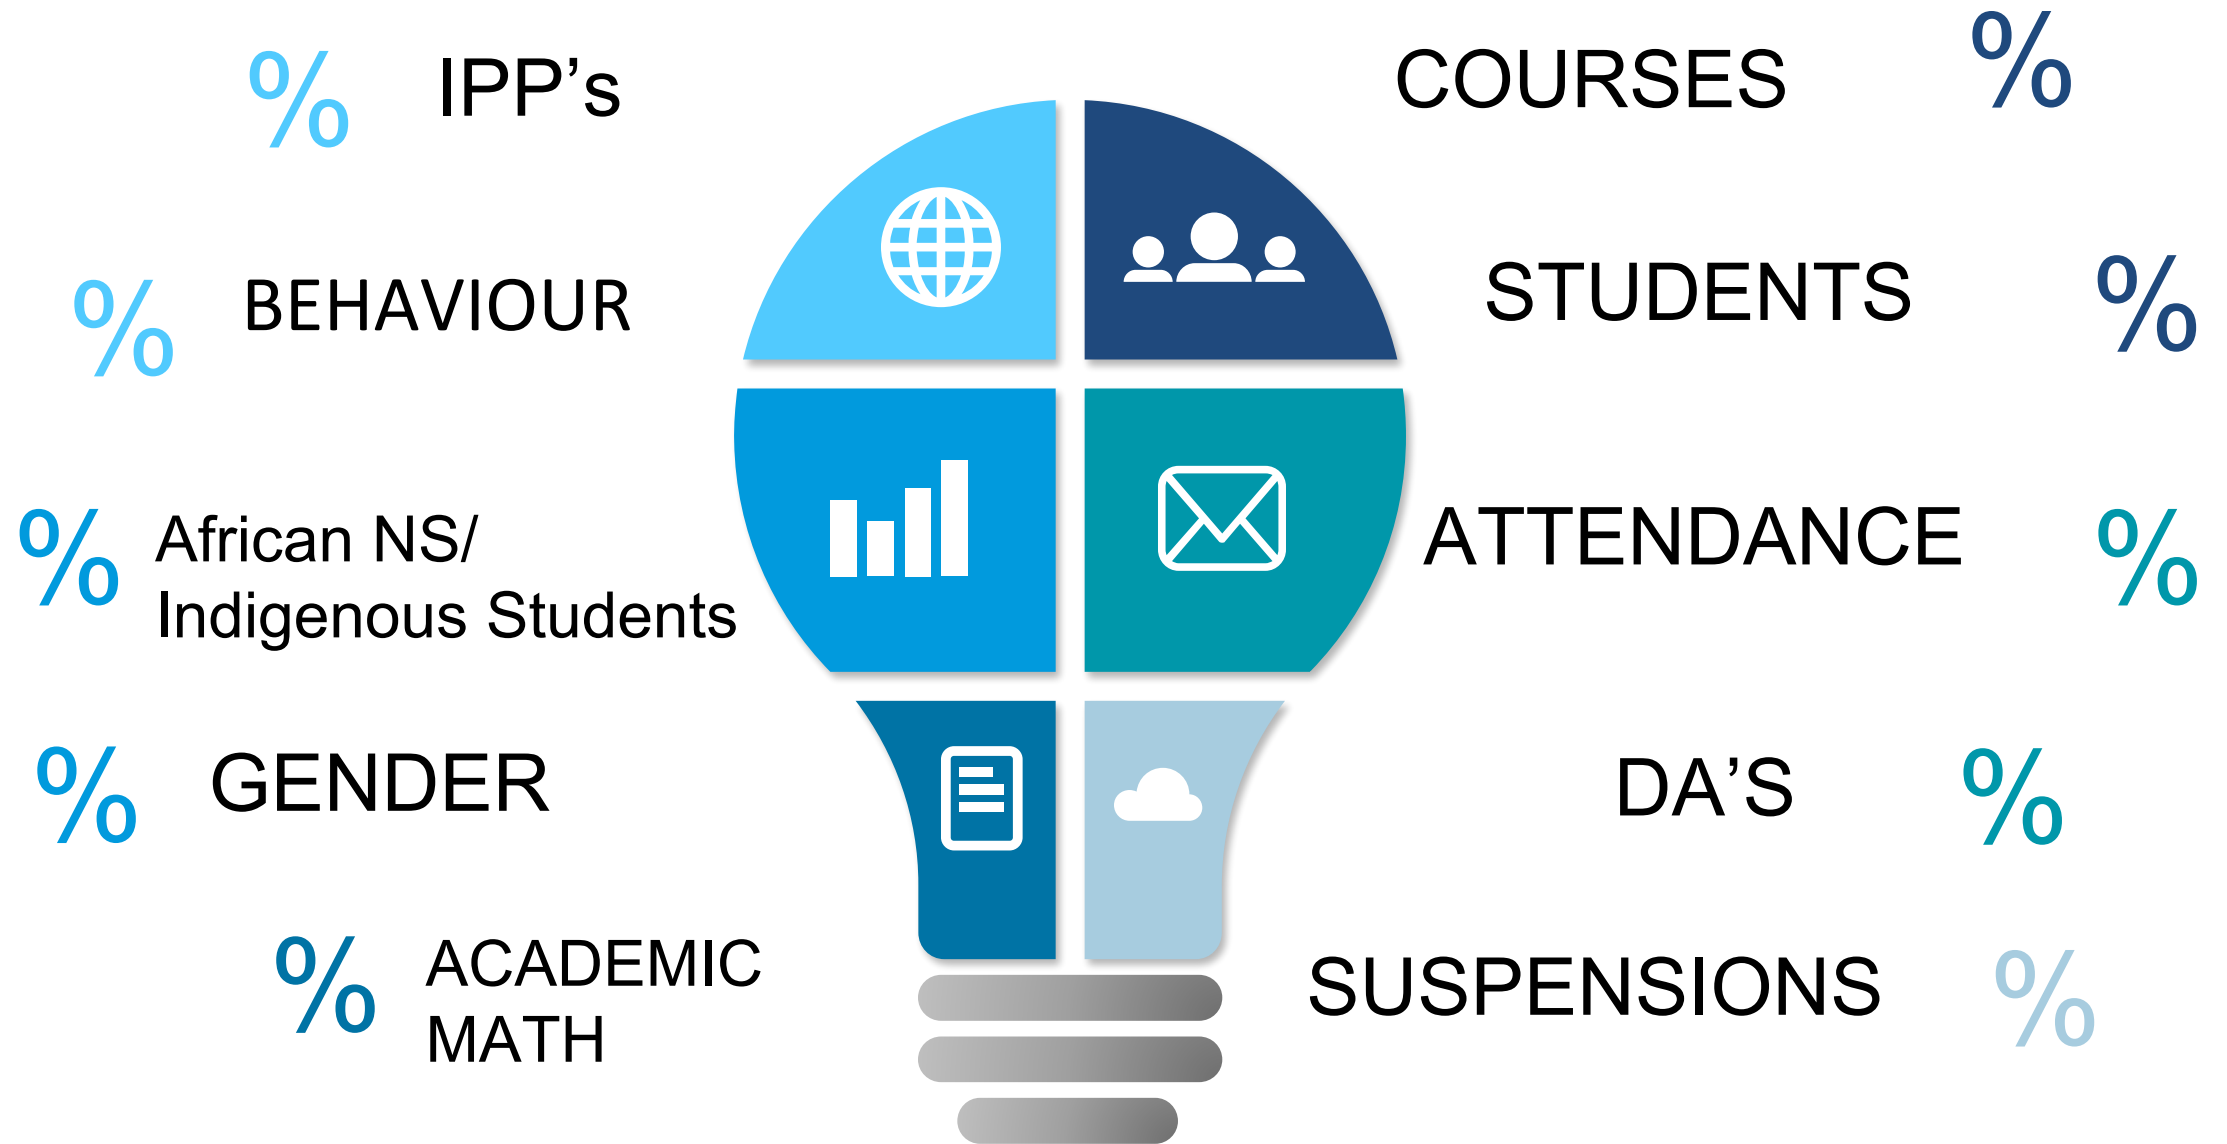 % IPP’s
% BEHAVIOUR
% African NS/
Indigenous Students
% GENDER
% ACADEMIC
MATH
COURSES %
STUDENTS %
ATTENDANCE %
DA’S %
SUSPENSIONS %